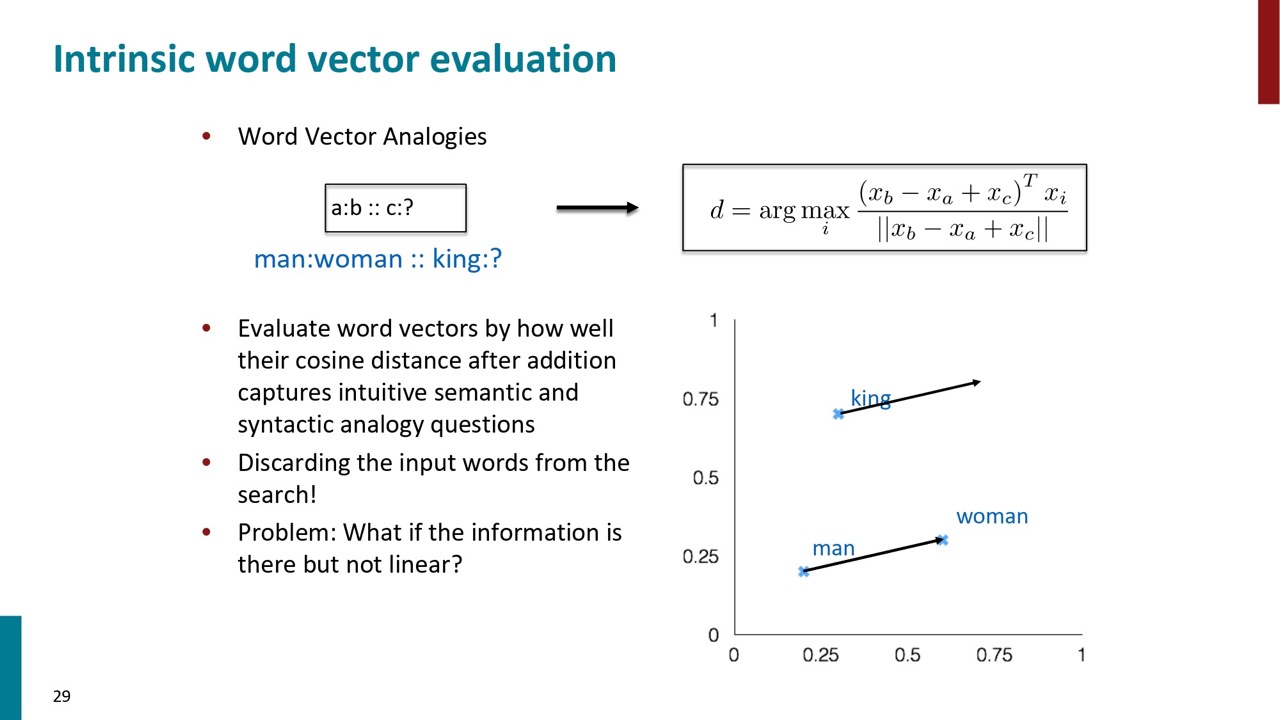 Intrinsic word vector evaluation
• Word Vector Analogies
a:b :: c:?
man:woman :: king:?
d = arg max_i (x_b − x_a + x_c)^T x_i / ||x_b − x_a + x_c||
• Evaluate word vectors by how well
their cosine distance after addition
captures intuitive semantic and
syntactic analogy questions
• Discarding the input words from the
search!
• Problem: What if the information is
there but not linear?
1
0.75
0.5
0.25
0
king
woman
man
0 0.25 0.5 0.75 1
29